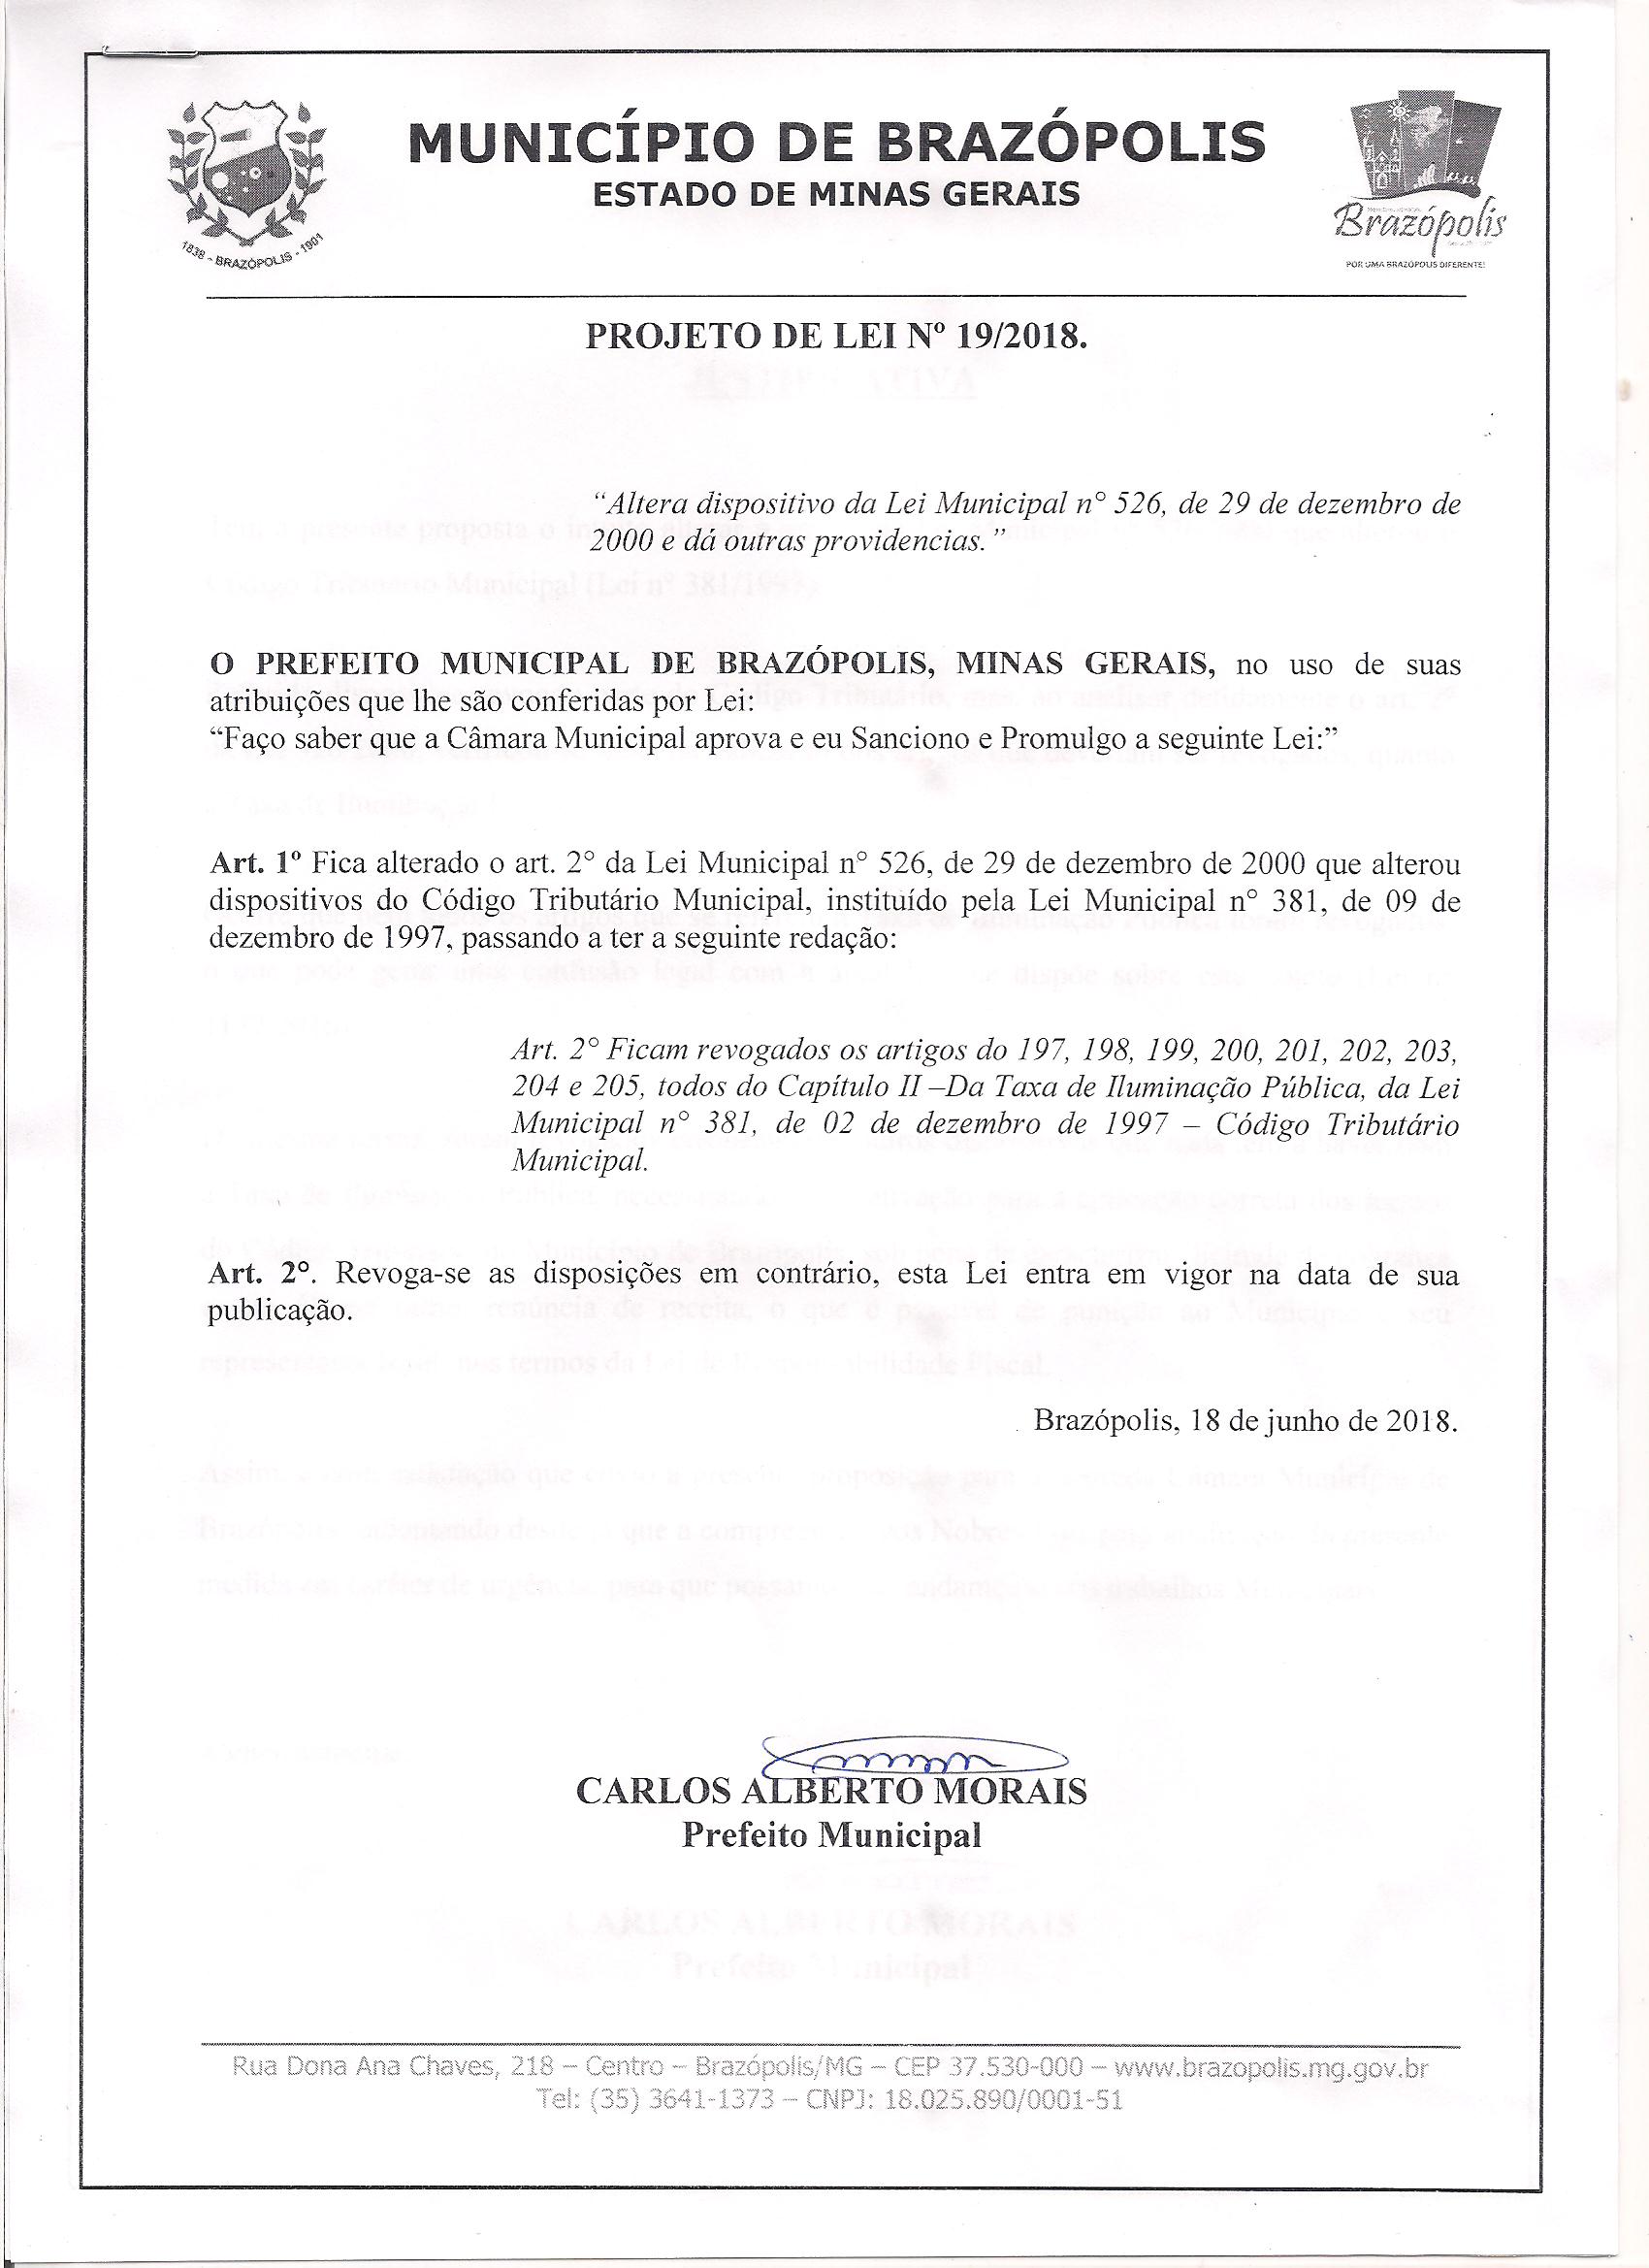 MUNICÍPIO DE BRAZÓPOLIS
ESTADO DE MINAS GERAIS
1838 - BRAZÓPOLIS - 1901
Brazópolis
POR UMA BRAZÓPOLIS DIFERENTE!
PROJETO DE LEI Nº 19/2018.
“Altera dispositivo da Lei Municipal n° 526, de 29 de dezembro de
2000 e dá outras providencias.”
O PREFEITO MUNICIPAL DE BRAZÓPOLIS, MINAS GERAIS, no uso de suas
atribuições que lhe são conferidas por Lei:
“Faço saber que a Câmara Municipal aprova e eu Sanciono e Promulgo a seguinte Lei:”
Art. 1º Fica alterado o art. 2° da Lei Municipal n° 526, de 29 de dezembro de 2000 que alterou
dispositivos do Código Tributário Municipal, instituído pela Lei Municipal n° 381, de 09 de
dezembro de 1997, passando a ter a seguinte redação:
Art. 2° Ficam revogados os artigos do 197, 198, 199, 200, 201, 202, 203,
204 e 205, todos do Capítulo II –Da Taxa de Iluminação Pública, da Lei
Municipal n° 381, de 02 de dezembro de 1997 – Código Tributário
Municipal.
Art. 2°. Revoga-se as disposições em contrário, esta Lei entra em vigor na data de sua
publicação.
Brazópolis, 18 de junho de 2018.
CARLOS ALBERTO MORAIS
Prefeito Municipal
Rua Dona Ana Chaves, 218 – Centro – Brazópolis/MG – CEP 37.530-000 – www.brazopolis.mg.gov.br
Tel: (35) 3641-1373 – CNPJ: 18.025.890/0001-51